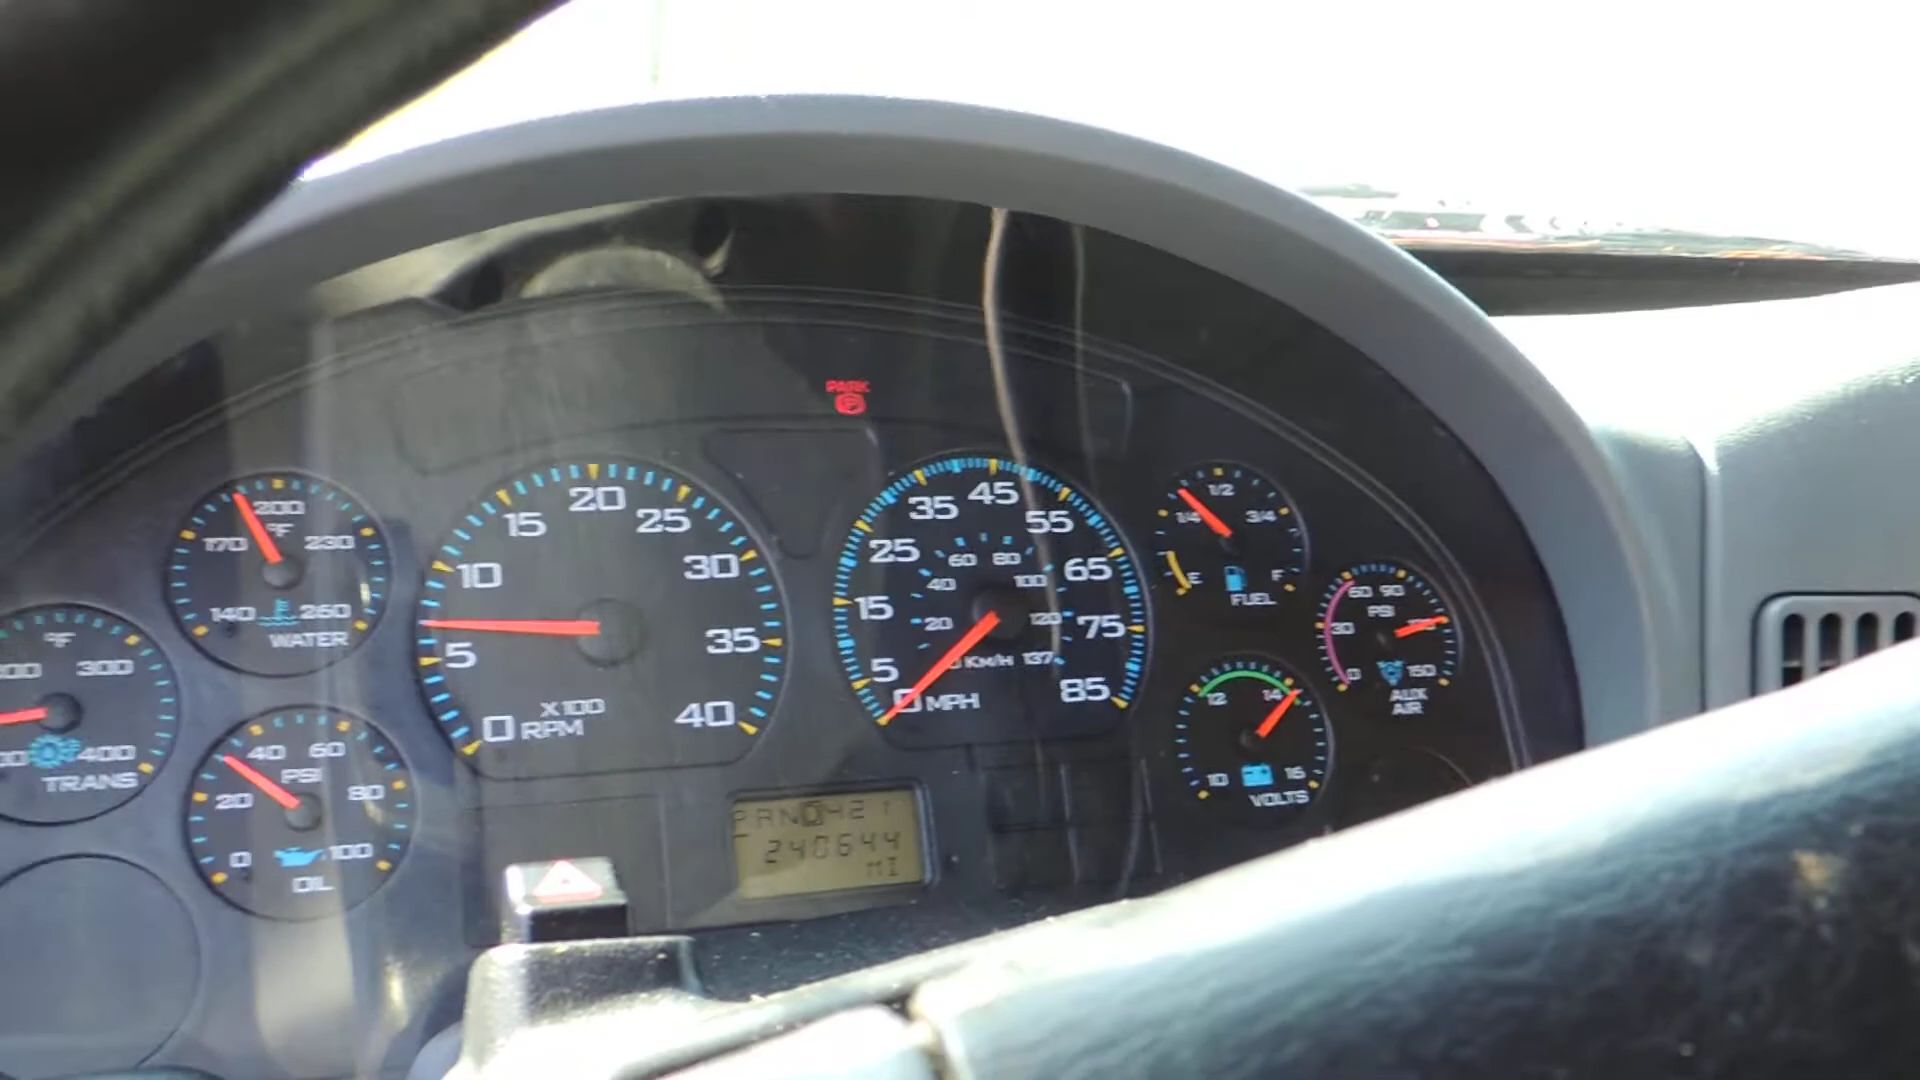 PARK
P
200
°F
170 230
140 260
WATER
°F
300
400
TRANS
40 60
PSI
20 80
0 100
OIL
20
15 25
10 30
5 35
X100
0 RPM 40
45
35 55
25 65
15 75
5 85
0 MPH
60 80
40 100
20 120
0 Km/H 137
1/2
1/4 3/4
E F
FUEL
60 90
PSI
30
0 150
AUX
AIR
12 14
10 16
VOLTS
PRND421
240644
MI